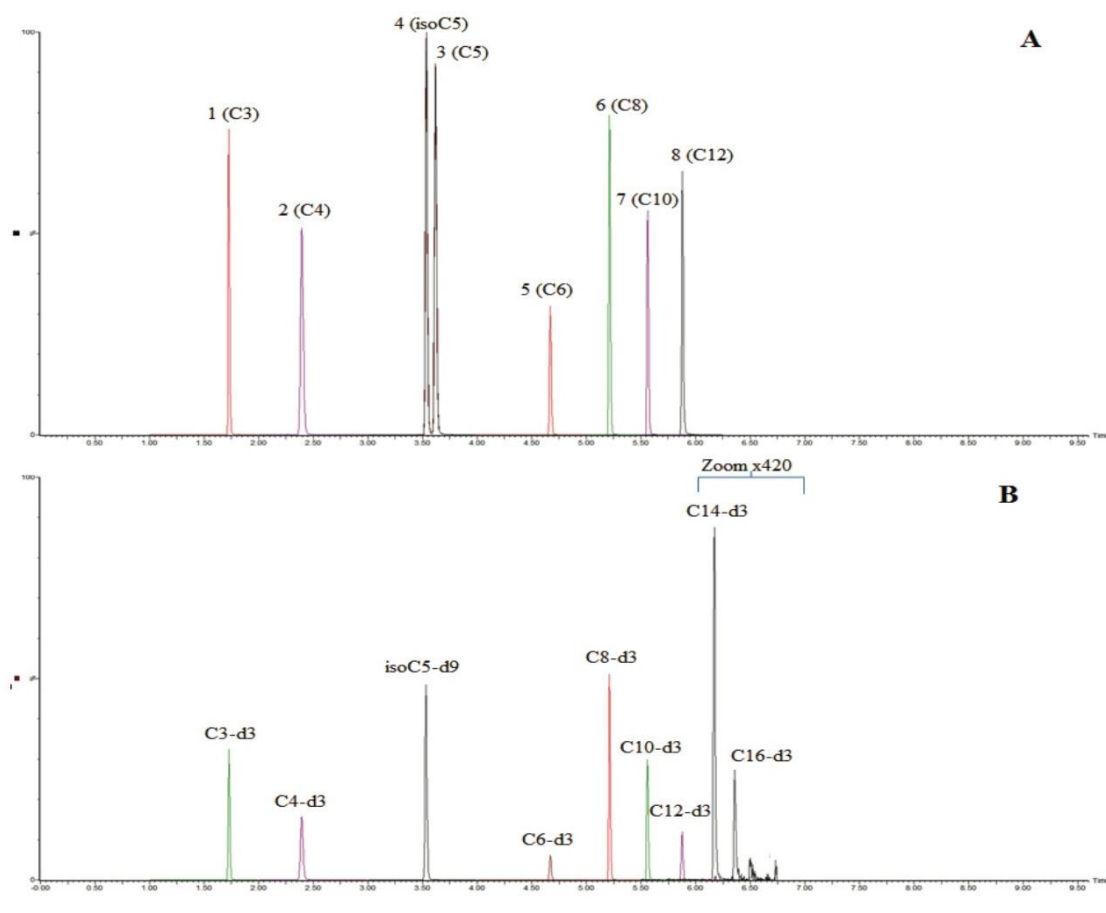 A
100
4 (isoC5)
3 (C5)
1 (C3)
6 (C8)
8 (C12)
7 (C10)
2 (C4)
%
5 (C6)
0
0.50 1.00 1.50 2.00 2.50 3.00 3.50 4.00 4.50 5.00 5.50 6.00 6.50 7.00 7.50 8.00 8.50 9.00 9.50 Time
Zoom x420
100
B
C14-d3
isoC5-d9
C8-d3
%
C3-d3
C10-d3
C16-d3
C4-d3
C12-d3
C6-d3
0
-0.00 0.50 1.00 1.50 2.00 2.50 3.00 3.50 4.00 4.50 5.00 5.50 6.00 6.50 7.00 7.50 8.00 8.50 9.00 9.50 Time